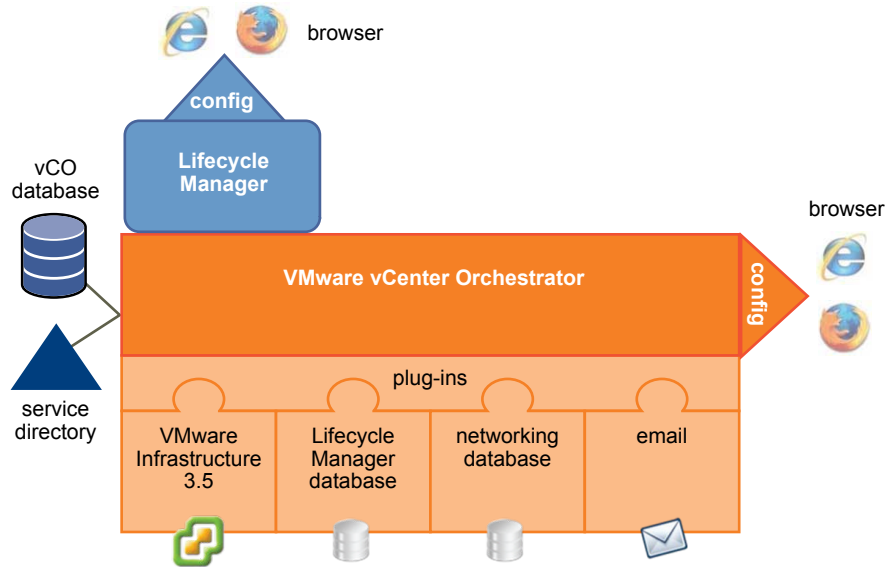 browser
config
Lifecycle
Manager
vCO
database
browser
VMware vCenter Orchestrator
config
service
directory
plug-ins
VMware
Infrastructure
3.5
Lifecycle
Manager
database
networking
database
email